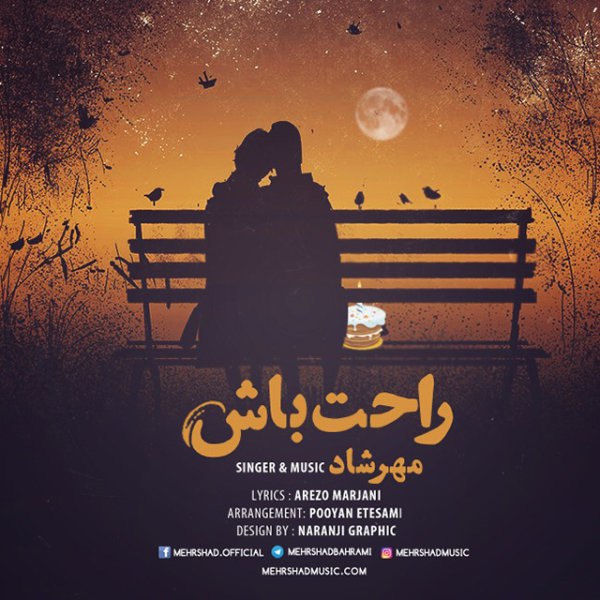 راحت باش
SINGER & MUSIC مهرشاد
LYRICS : AREZO MARJANI
ARRANGEMENT: POOYAN ETESAMI
DESIGN BY : NARANJI GRAPHIC
MEHRSHAD.OFFICIAL MEHRSHADBAHRAMI MEHRSHADMUSIC
MEHRSHADMUSIC.COM